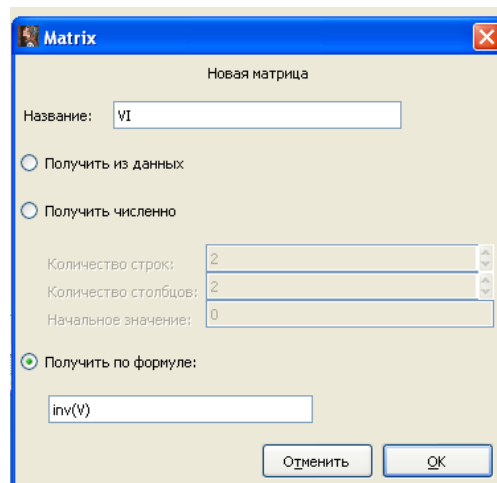 Matrix
Новая матрица
Название: VI
Получить из данных
Получить численно
Количество строк: 2
Количество столбцов: 2
Начальное значение: 0
Получить по формуле:
inv(V)
Отменить OK